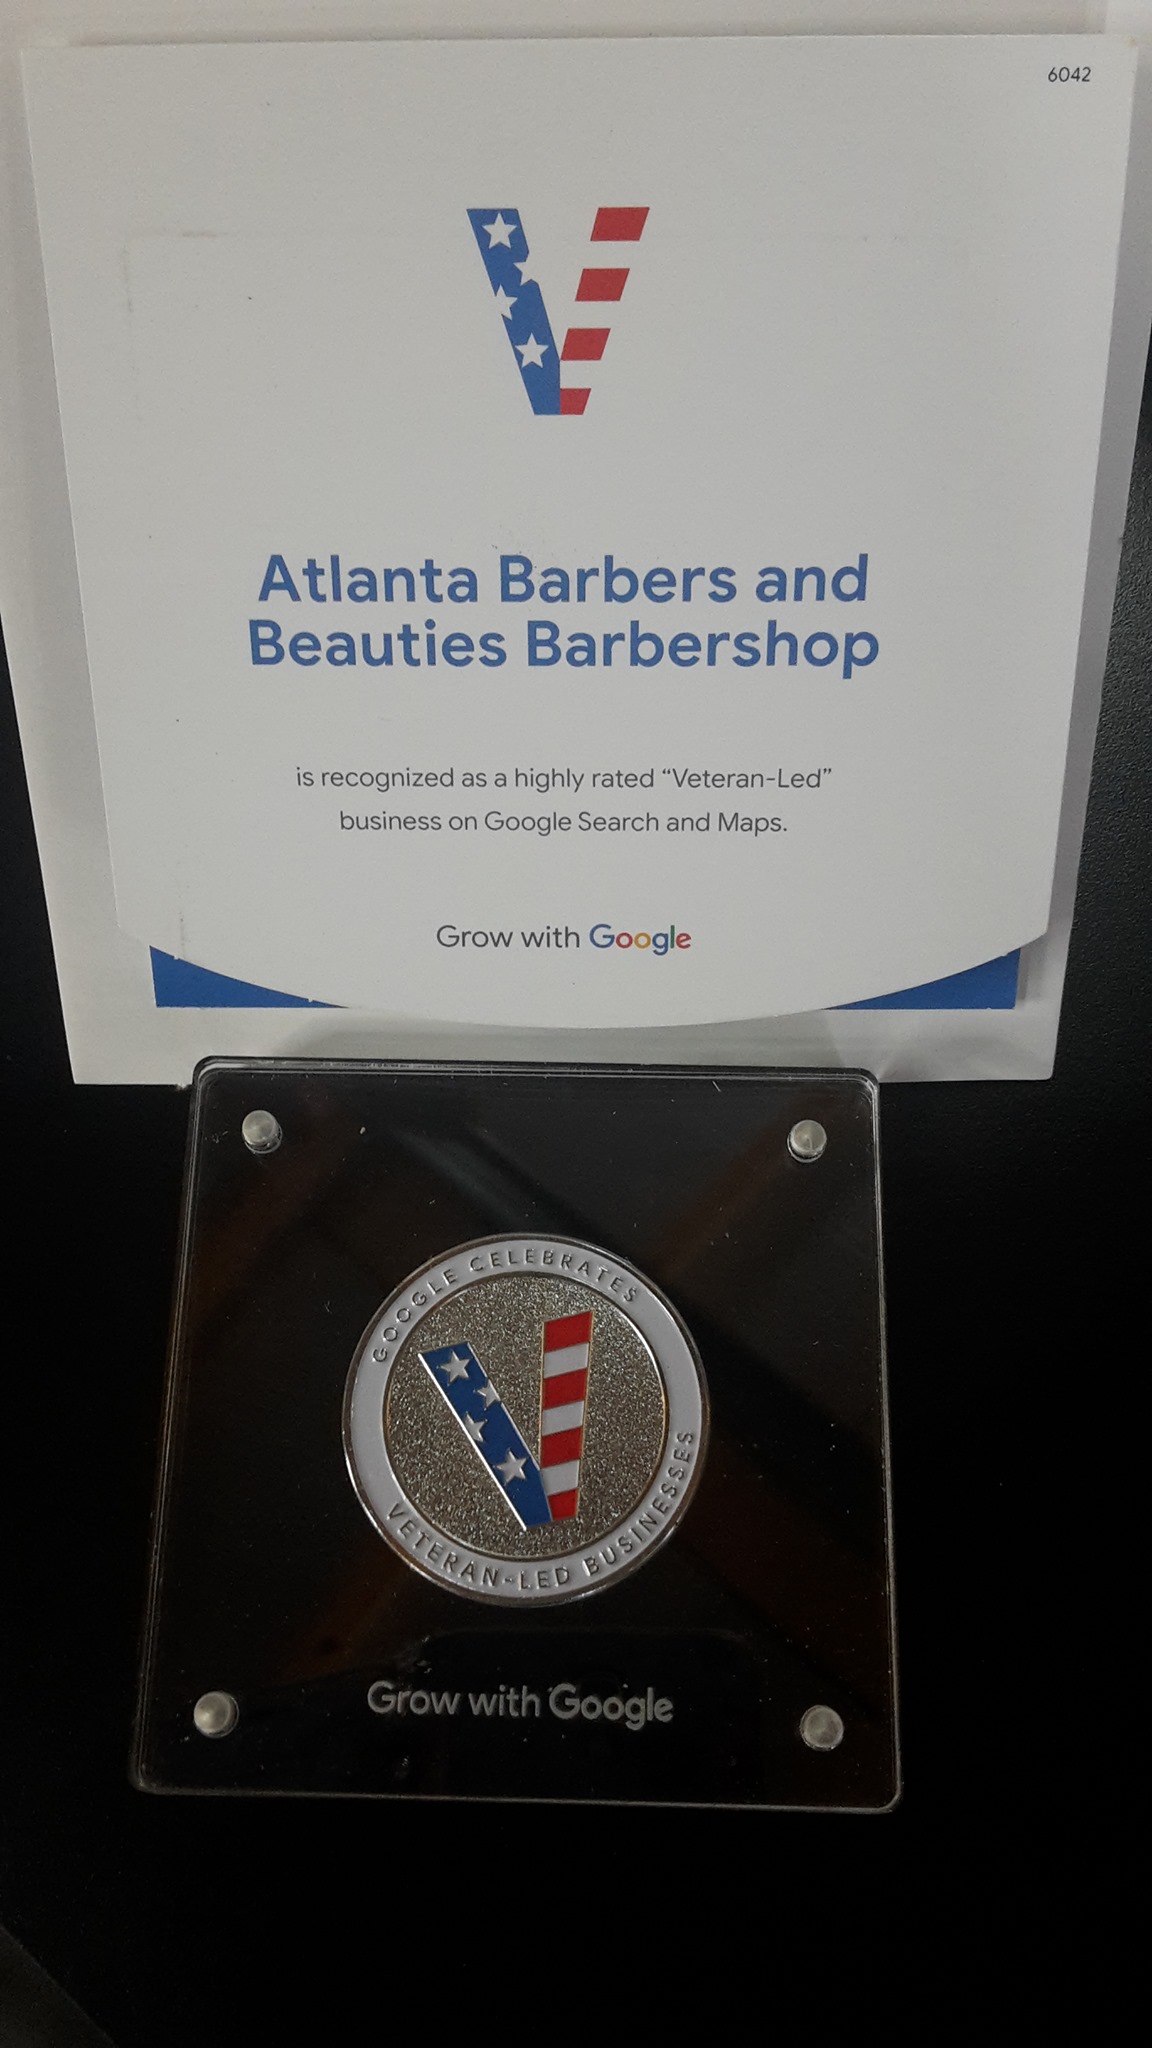 6042
Atlanta Barbers and
Beauties Barbershop
is recognized as a highly rated “Veteran-Led”
business on Google Search and Maps.
Grow with Google
GOOGLE CELEBRATES
VETERAN-LED BUSINESSES
Grow with Google